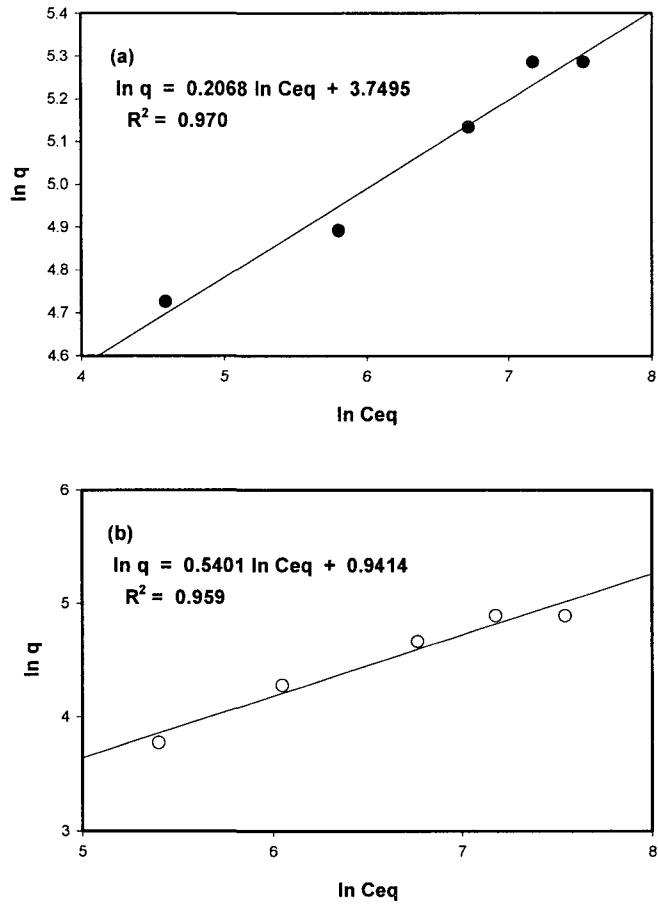 5.4
5.3
5.2
5.1
5.0
4.9
4.8
4.7
4.6
ln q
(a)
ln q = 0.2068 ln Ceq + 3.7495
R² = 0.970
4 5 6 7 8
ln Ceq
6
5
4
3
ln q
(b)
ln q = 0.5401 ln Ceq + 0.9414
R² = 0.959
5 6 7 8
ln Ceq